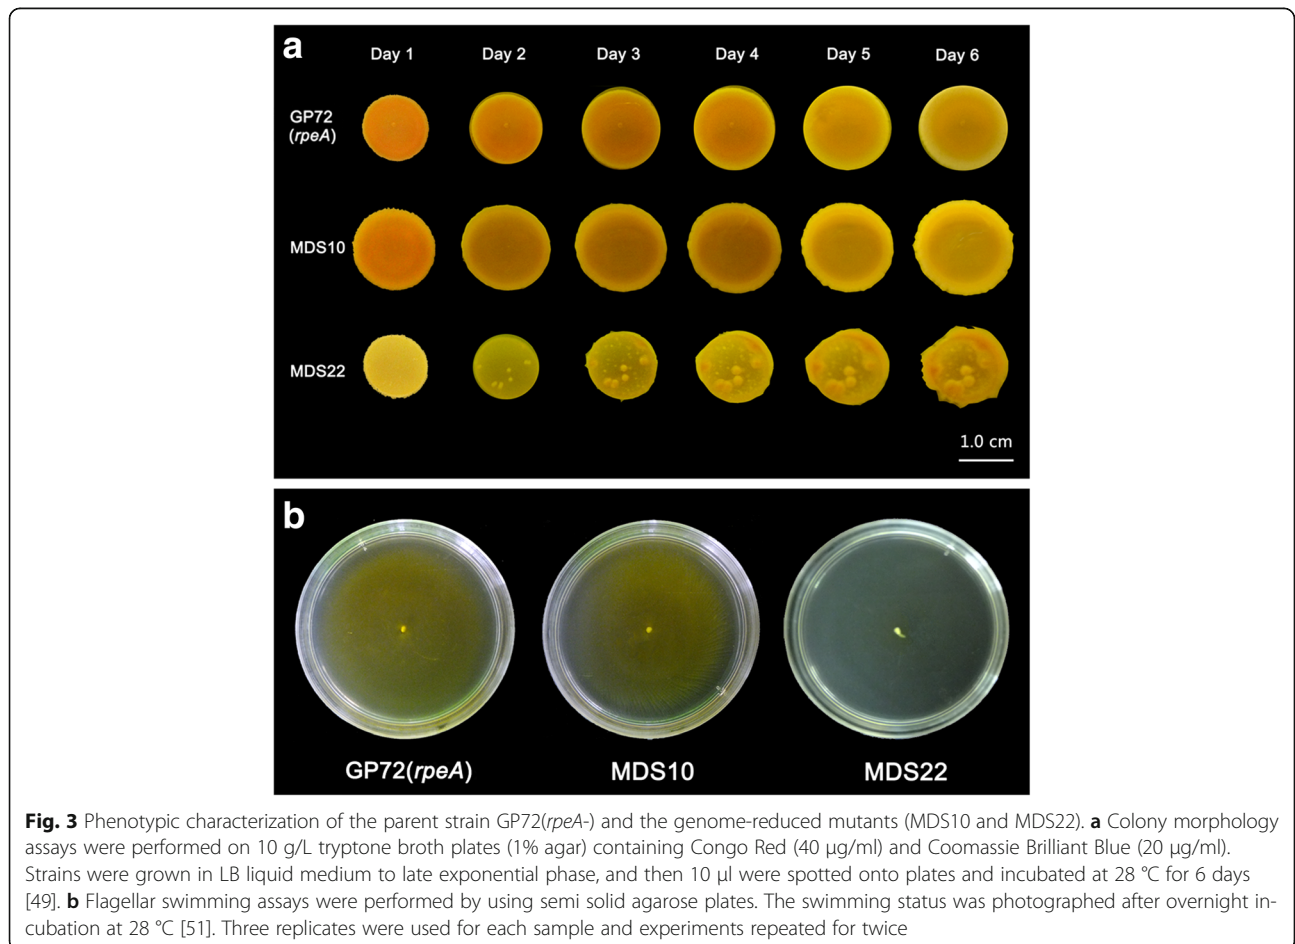 a
Day 1 Day 2 Day 3 Day 4 Day 5 Day 6
GP72
(rpeA)
MDS10
MDS22
1.0 cm
b
GP72(rpeA) MDS10 MDS22
Fig. 3 Phenotypic characterization of the parent strain GP72(rpeA-) and the genome-reduced mutants (MDS10 and MDS22). a Colony morphology
assays were performed on 10 g/L tryptone broth plates (1% agar) containing Congo Red (40 μg/ml) and Coomassie Brilliant Blue (20 μg/ml).
Strains were grown in LB liquid medium to late exponential phase, and then 10 μl were spotted onto plates and incubated at 28 °C for 6 days
[49]. b Flagellar swimming assays were performed by using semi solid agarose plates. The swimming status was photographed after overnight in-
cubation at 28 °C [51]. Three replicates were used for each sample and experiments repeated for twice